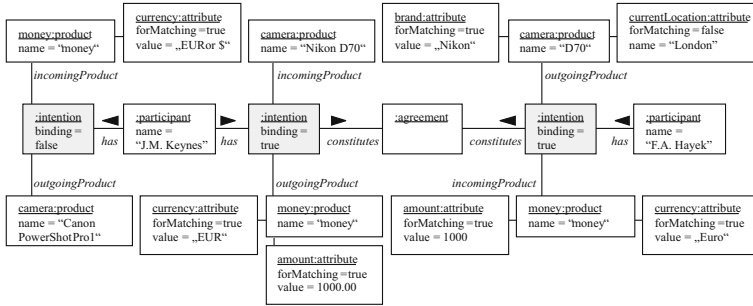 money:product
name = "money"
currency:attribute
forMatching=true
value = „EURor $“
camera:product
name = “Nikon D70“
brand:attribute
forMatching=true
value = „Nikon“
camera:product
name = “D70“
currentLocation:attribute
forMatching=false
name = “London”
incomingProduct
incomingProduct
outgoingProduct
:intention
binding =
false
has
:participant
name =
“J.M. Keynes”
has
:intention
binding =
true
constitutes
:agreement
constitutes
:intention
binding =
true
has
:participant
name =
“F.A. Hayek”
outgoingProduct
outgoingProduct
incomingProduct
camera:product
name = “Canon
PowerShotPro1“
currency:attribute
forMatching=true
value = „EUR“
money:product
name = “money“
amount:attribute
forMatching=true
value = 1000
money:product
name = “money“
currency:attribute
forMatching=true
value = „Euro“
amount:attribute
forMatching=true
value = 1000.00